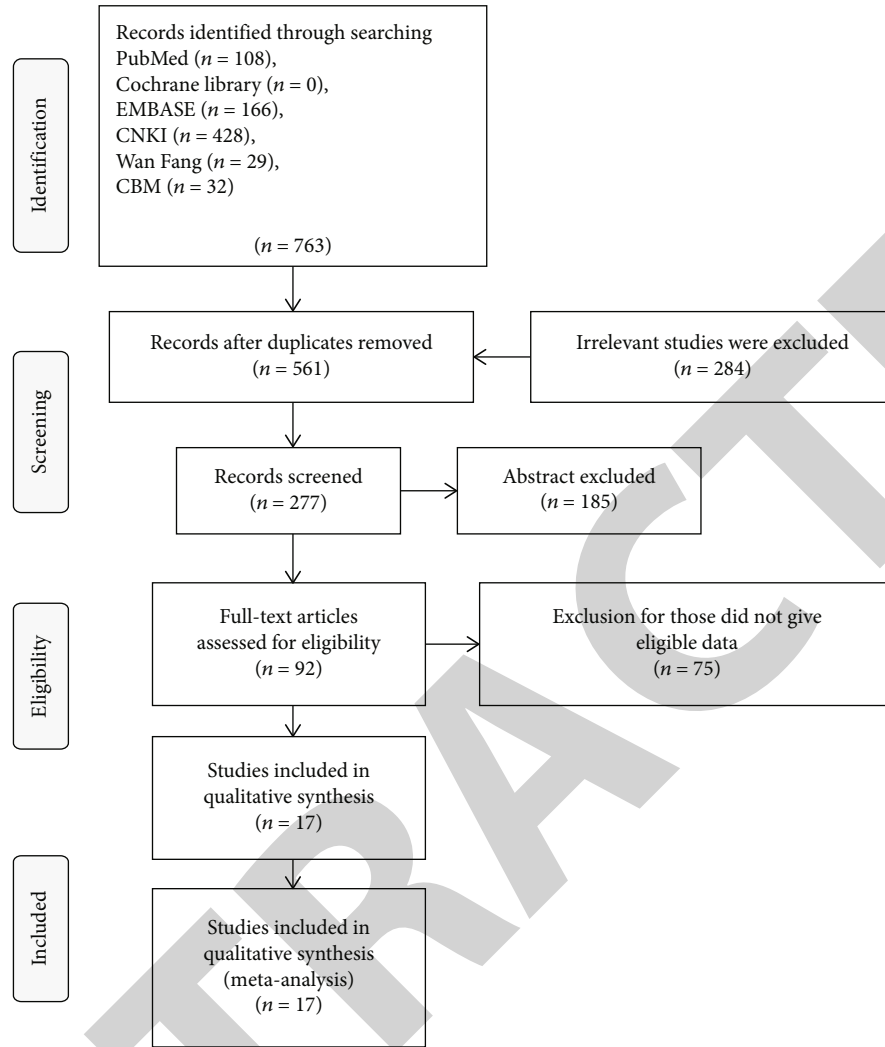 Identification
Records identified through searching
PubMed (n = 108),
Cochrane library (n = 0),
EMBASE (n = 166),
CNKI (n = 428),
Wan Fang (n = 29),
CBM (n = 32)
(n = 763)
Screening
Records after duplicates removed
(n = 561)
Irrelevant studies were excluded
(n = 284)
Records screened
(n = 277)
Abstract excluded
(n = 185)
Eligibility
Full-text articles
assessed for eligibility
(n = 92)
Exclusion for those did not give
eligible data
(n = 75)
Studies included in
qualitative synthesis
(n = 17)
Included
Studies included in
qualitative synthesis
(meta-analysis)
(n = 17)
TRACT